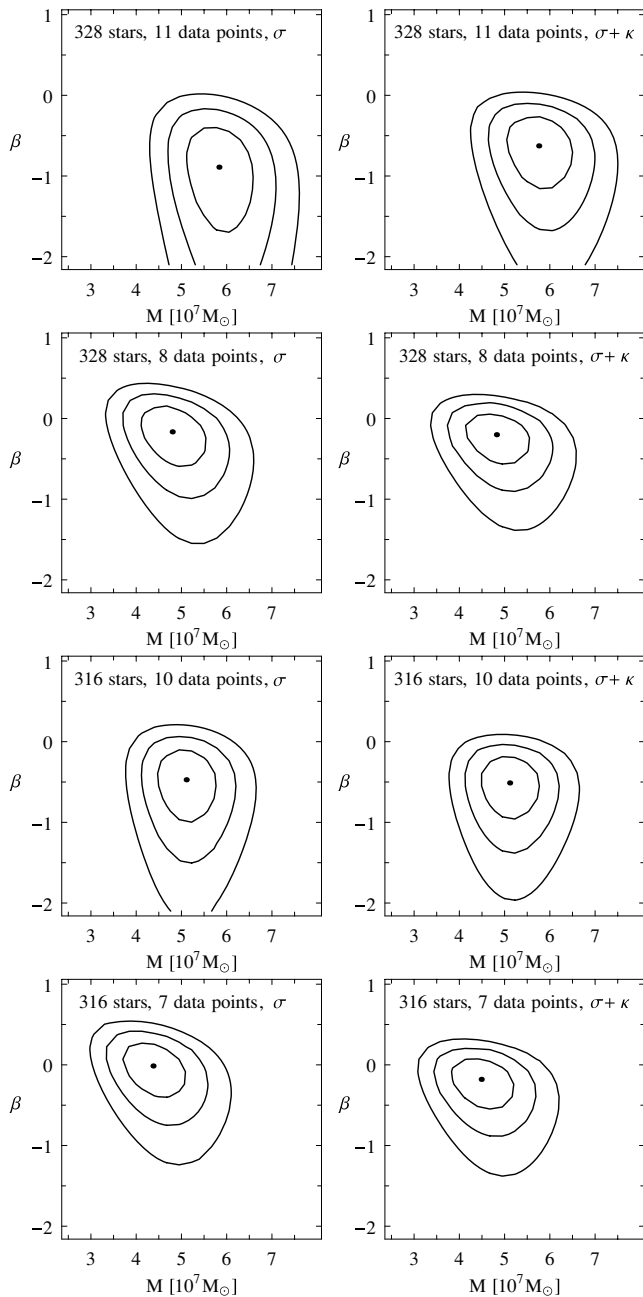 328 stars, 11 data points, σ
1
0
−1
−2
β
3 4 5 6 7
M [10⁷M⊙]
328 stars, 11 data points, σ+ κ
1
0
−1
−2
β
3 4 5 6 7
M [10⁷M⊙]
328 stars, 8 data points, σ
1
0
−1
−2
β
3 4 5 6 7
M [10⁷M⊙]
328 stars, 8 data points, σ+ κ
1
0
−1
−2
β
3 4 5 6 7
M [10⁷M⊙]
316 stars, 10 data points, σ
1
0
−1
−2
β
3 4 5 6 7
M [10⁷M⊙]
316 stars, 10 data points, σ+ κ
1
0
−1
−2
β
3 4 5 6 7
M [10⁷M⊙]
316 stars, 7 data points, σ
1
0
−1
−2
β
3 4 5 6 7
M [10⁷M⊙]
316 stars, 7 data points, σ+ κ
1
0
−1
−2
β
3 4 5 6 7
M [10⁷M⊙]